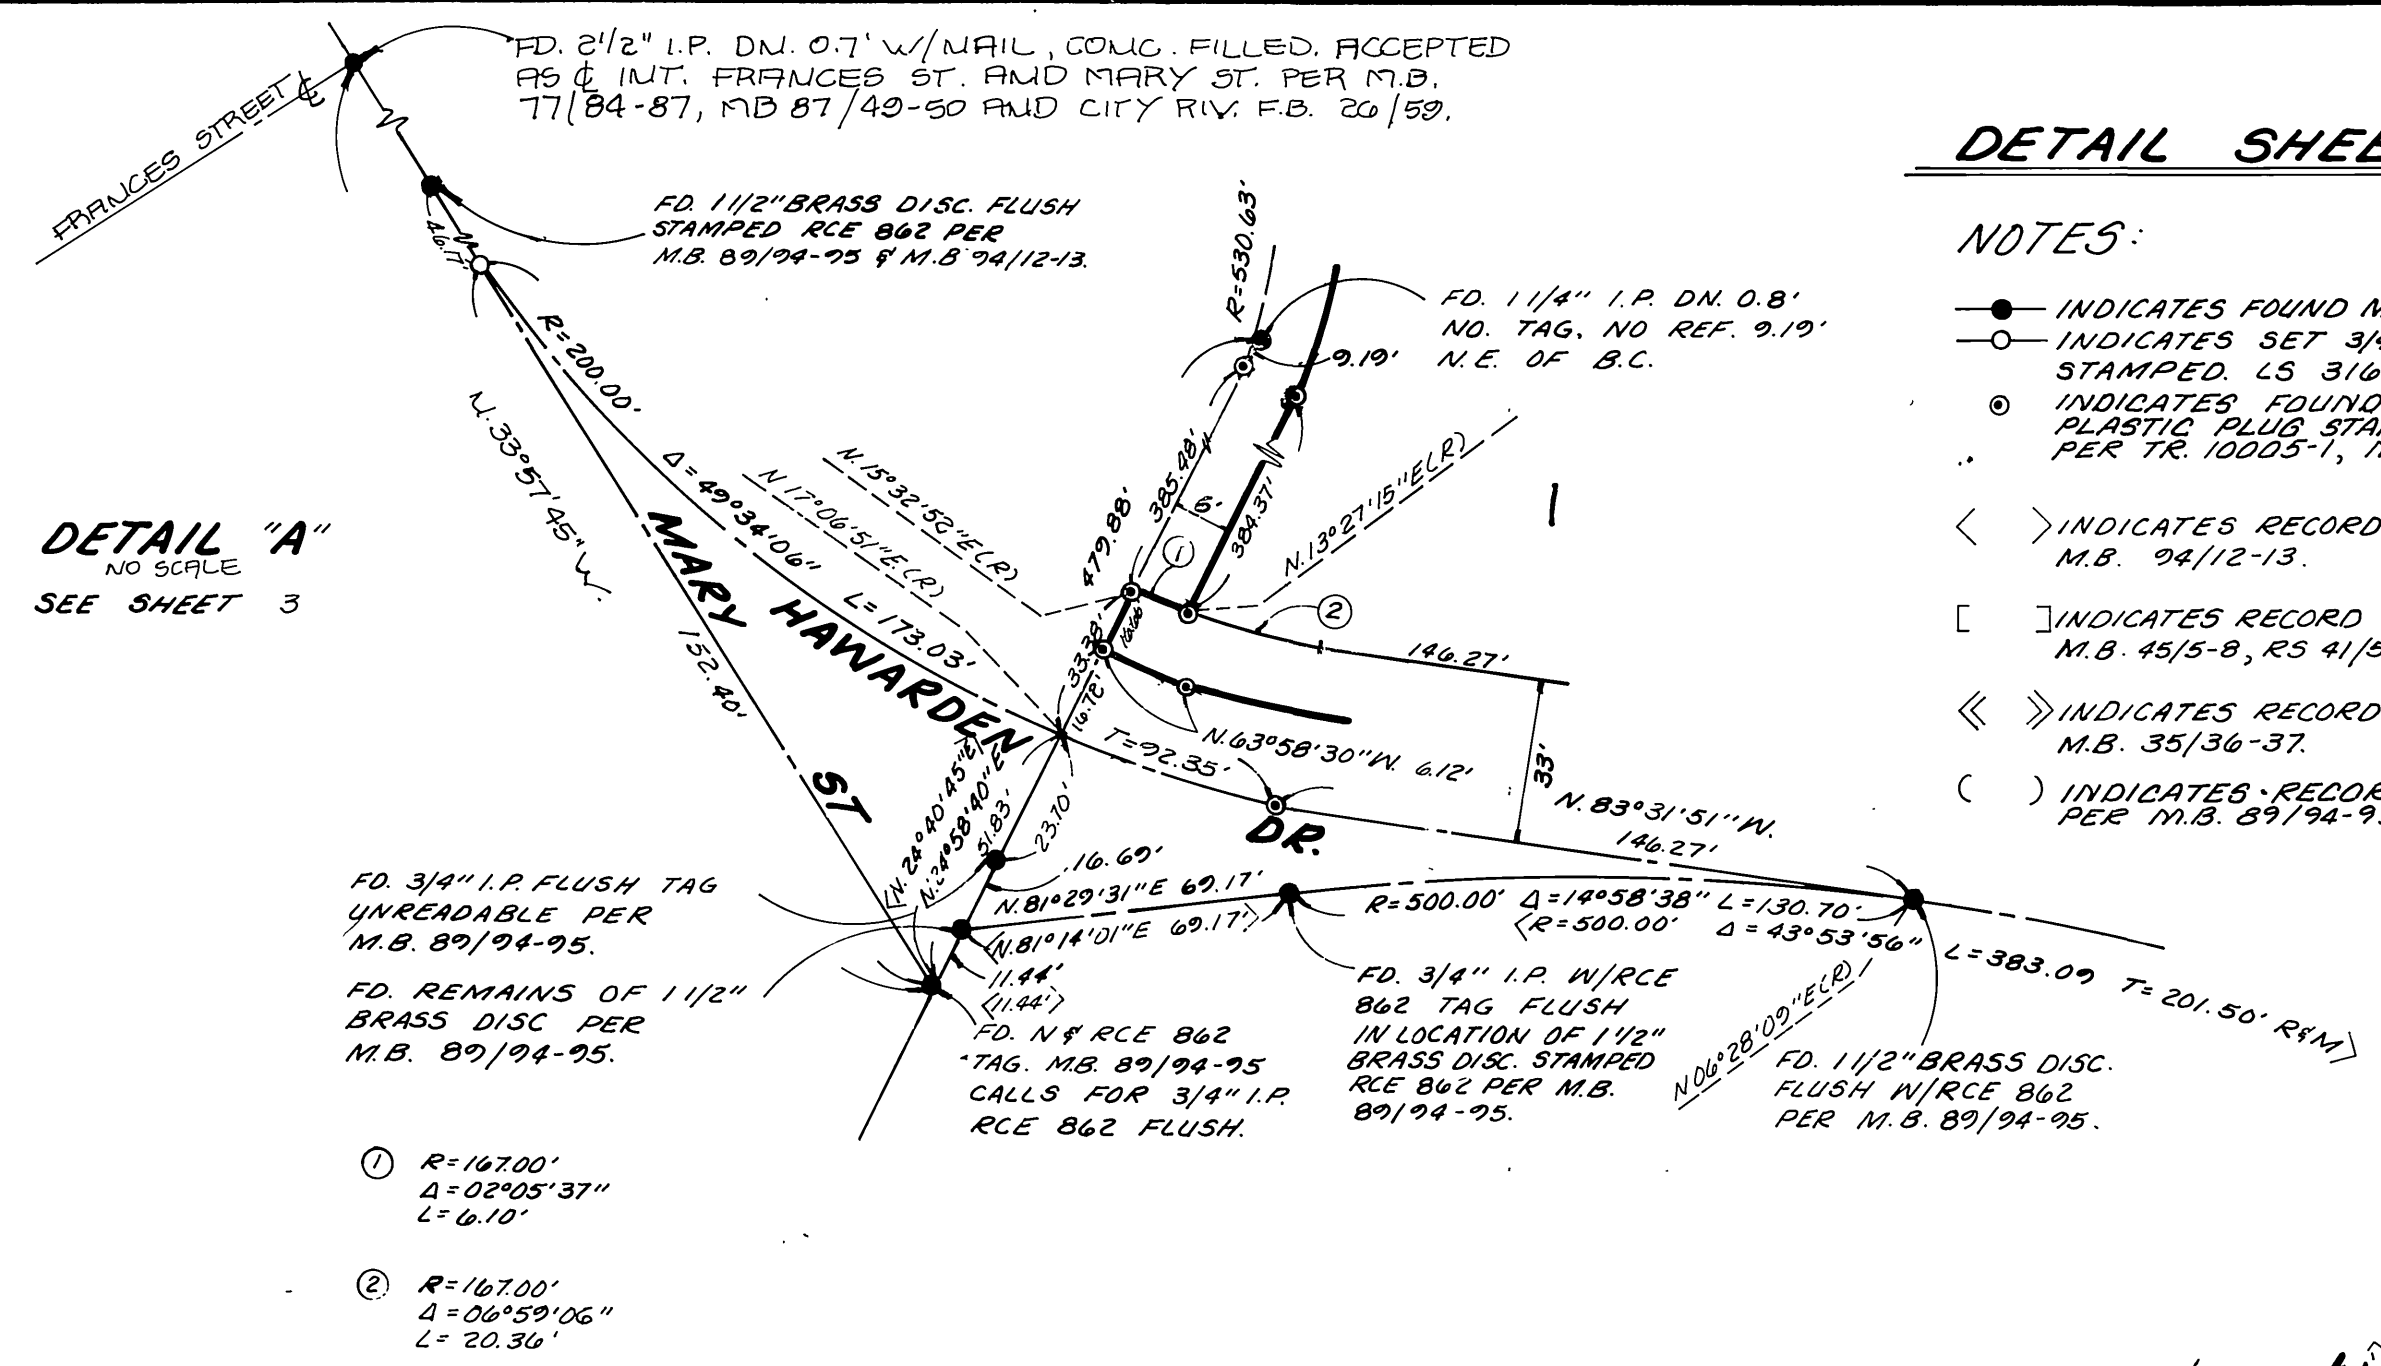 FD. 2 1/2" I.P. DN. 0.7' W/NAIL, CONC. FILLED. ACCEPTED
AS ℄ INT. FRANCES ST. AND MARY ST. PER M.B.
77/84-87, MB 87/49-50 AND CITY RIV. F.B. 26/59.
FRANCES STREET ℄
DETAIL SHEE
FD. 1 1/2" BRASS DISC. FLUSH
STAMPED RCE 862 PER
M.B. 89/94-95 & M.B 94/12-13.
46.17'
R=530.63'
FD. 1 1/4" I.P. DN. 0.8'
NO. TAG, NO REF. 9.19'
N.E. OF B.C.
9.19'
NOTES:
INDICATES FOUND M
INDICATES SET 3/4
STAMPED. LS 316
INDICATES FOUND
PLASTIC PLUG STA
PER TR. 10005-1,
< > INDICATES RECORD
M.B. 94/12-13.
[ ] INDICATES RECORD
M.B. 45/5-8, RS 41/5
<< >> INDICATES RECORD
M.B. 35/36-37.
( ) INDICATES RECOR
PER M.B. 89/94-9
DETAIL "A"
NO SCALE
SEE SHEET 3
R=200.00'
Δ=49°34'06"
L=173.03'
N.33°57'45"W.
152.40'
MARY ST
HAWARDEN DR.
N.15°32'52"E(R)
N 17°06'51"E.(R)
479.88'
385.48'
6'
384.37'
N.13°27'15"E(R)
1
1
2
33.38'
16.66
16.72'
146.27'
T=92.35'
N.63°58'30"W. 6.12'
33'
N.83°31'51"W.
146.27'
<N.24°40'45"E>
N.24°58'40"E
51.83'
23.70'
16.69'
N.81°29'31"E 69.17'
<N.81°14'01"E 69.17'>
11.44'
<11.44'>
R=500.00' Δ=14°58'38" L=130.70'
<R=500.00' Δ=43°53'56" L=383.09 T=201.50' R&M>
N06°28'09"E(R)
FD. 3/4" I.P. FLUSH TAG
UNREADABLE PER
M.B. 89/94-95.
FD. REMAINS OF 1 1/2"
BRASS DISC PER
M.B. 89/94-95.
FD. N & RCE 862
TAG. M.B. 89/94-95
CALLS FOR 3/4" I.P.
RCE 862 FLUSH.
FD. 3/4" I.P. W/RCE
862 TAG FLUSH
IN LOCATION OF 1 1/2"
BRASS DISC. STAMPED
RCE 862 PER M.B.
89/94-95.
FD. 1 1/2" BRASS DISC.
FLUSH W/RCE 862
PER M.B. 89/94-95.
1 R=167.00'
Δ=02°05'37"
L=6.10'
2 R=167.00'
Δ=06°59'06"
L=20.36'